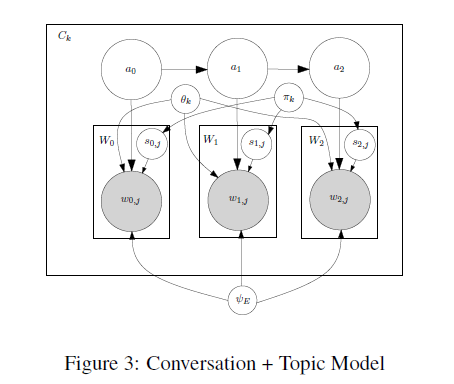 C_k
a_0 a_1 a_2
θ_k π_k
W_0 s_{0,j} W_1 s_{1,j} W_2 s_{2,j}
w_{0,j} w_{1,j} w_{2,j}
ψ_E
Figure 3: Conversation + Topic Model